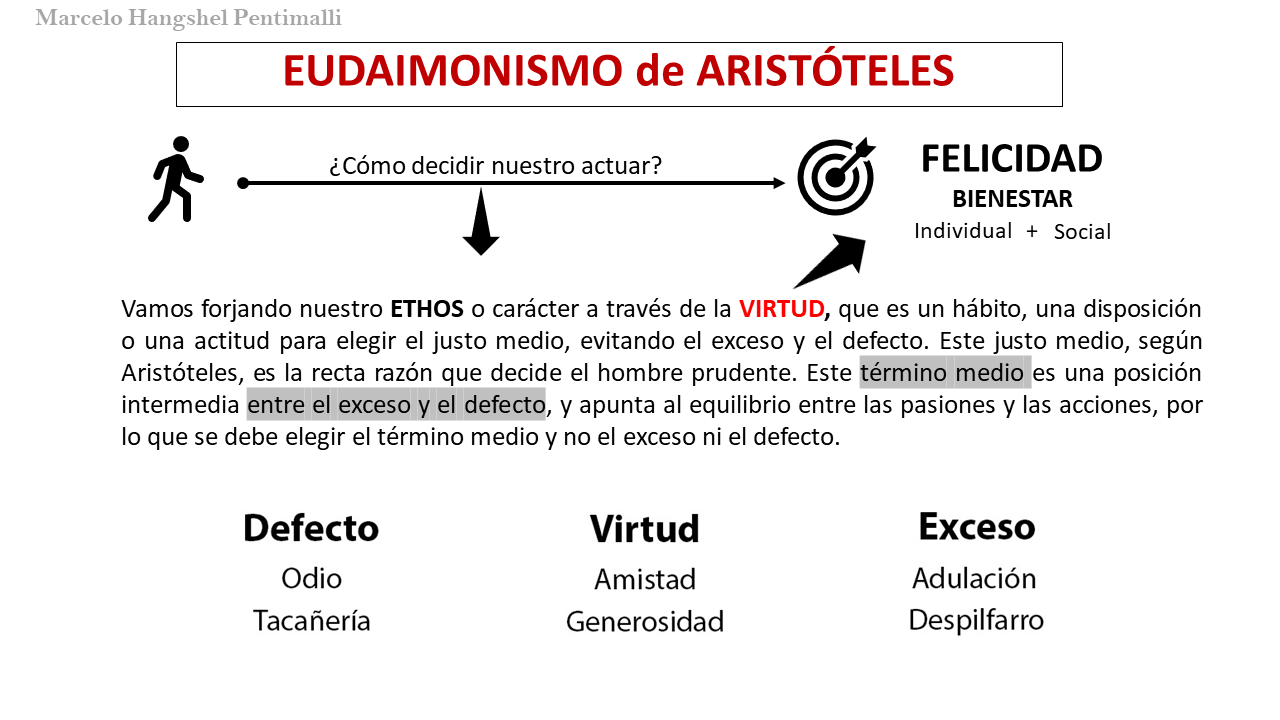 Marcelo Hangshel Pentimalli
EUDAIMONISMO de ARISTÓTELES
¿Cómo decidir nuestro actuar?
FELICIDAD
BIENESTAR
Individual + Social
Vamos forjando nuestro ETHOS o carácter a través de la VIRTUD, que es un hábito, una disposición
o una actitud para elegir el justo medio, evitando el exceso y el defecto. Este justo medio, según
Aristóteles, es la recta razón que decide el hombre prudente. Este término medio es una posición
intermedia entre el exceso y el defecto, y apunta al equilibrio entre las pasiones y las acciones, por
lo que se debe elegir el término medio y no el exceso ni el defecto.
Defecto Virtud Exceso
Odio Amistad Adulación
Tacañería Generosidad Despilfarro